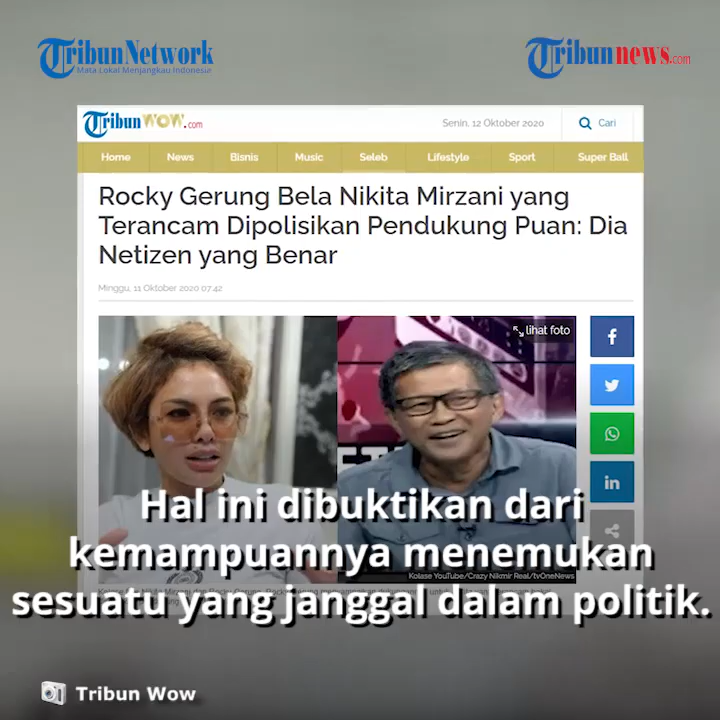 TribunNetwork
Mata Lokal Menjangkau Indonesia
Tribunnews.com
TribunWOW.com
Senin, 12 Oktober 2020
Cari
Home News Bisnis Music Seleb Lifestyle Sport Super Ball
Rocky Gerung Bela Nikita Mirzani yang
Terancam Dipolisikan Pendukung Puan: Dia
Netizen yang Benar
Minggu, 11 Oktober 2020 07:42
lihat foto
Hal ini dibuktikan dari
kemampuannya menemukan
sesuatu yang janggal dalam politik.
Kolase YouTube/Crazy Nikmir Real/tvOneNews
Tribun Wow